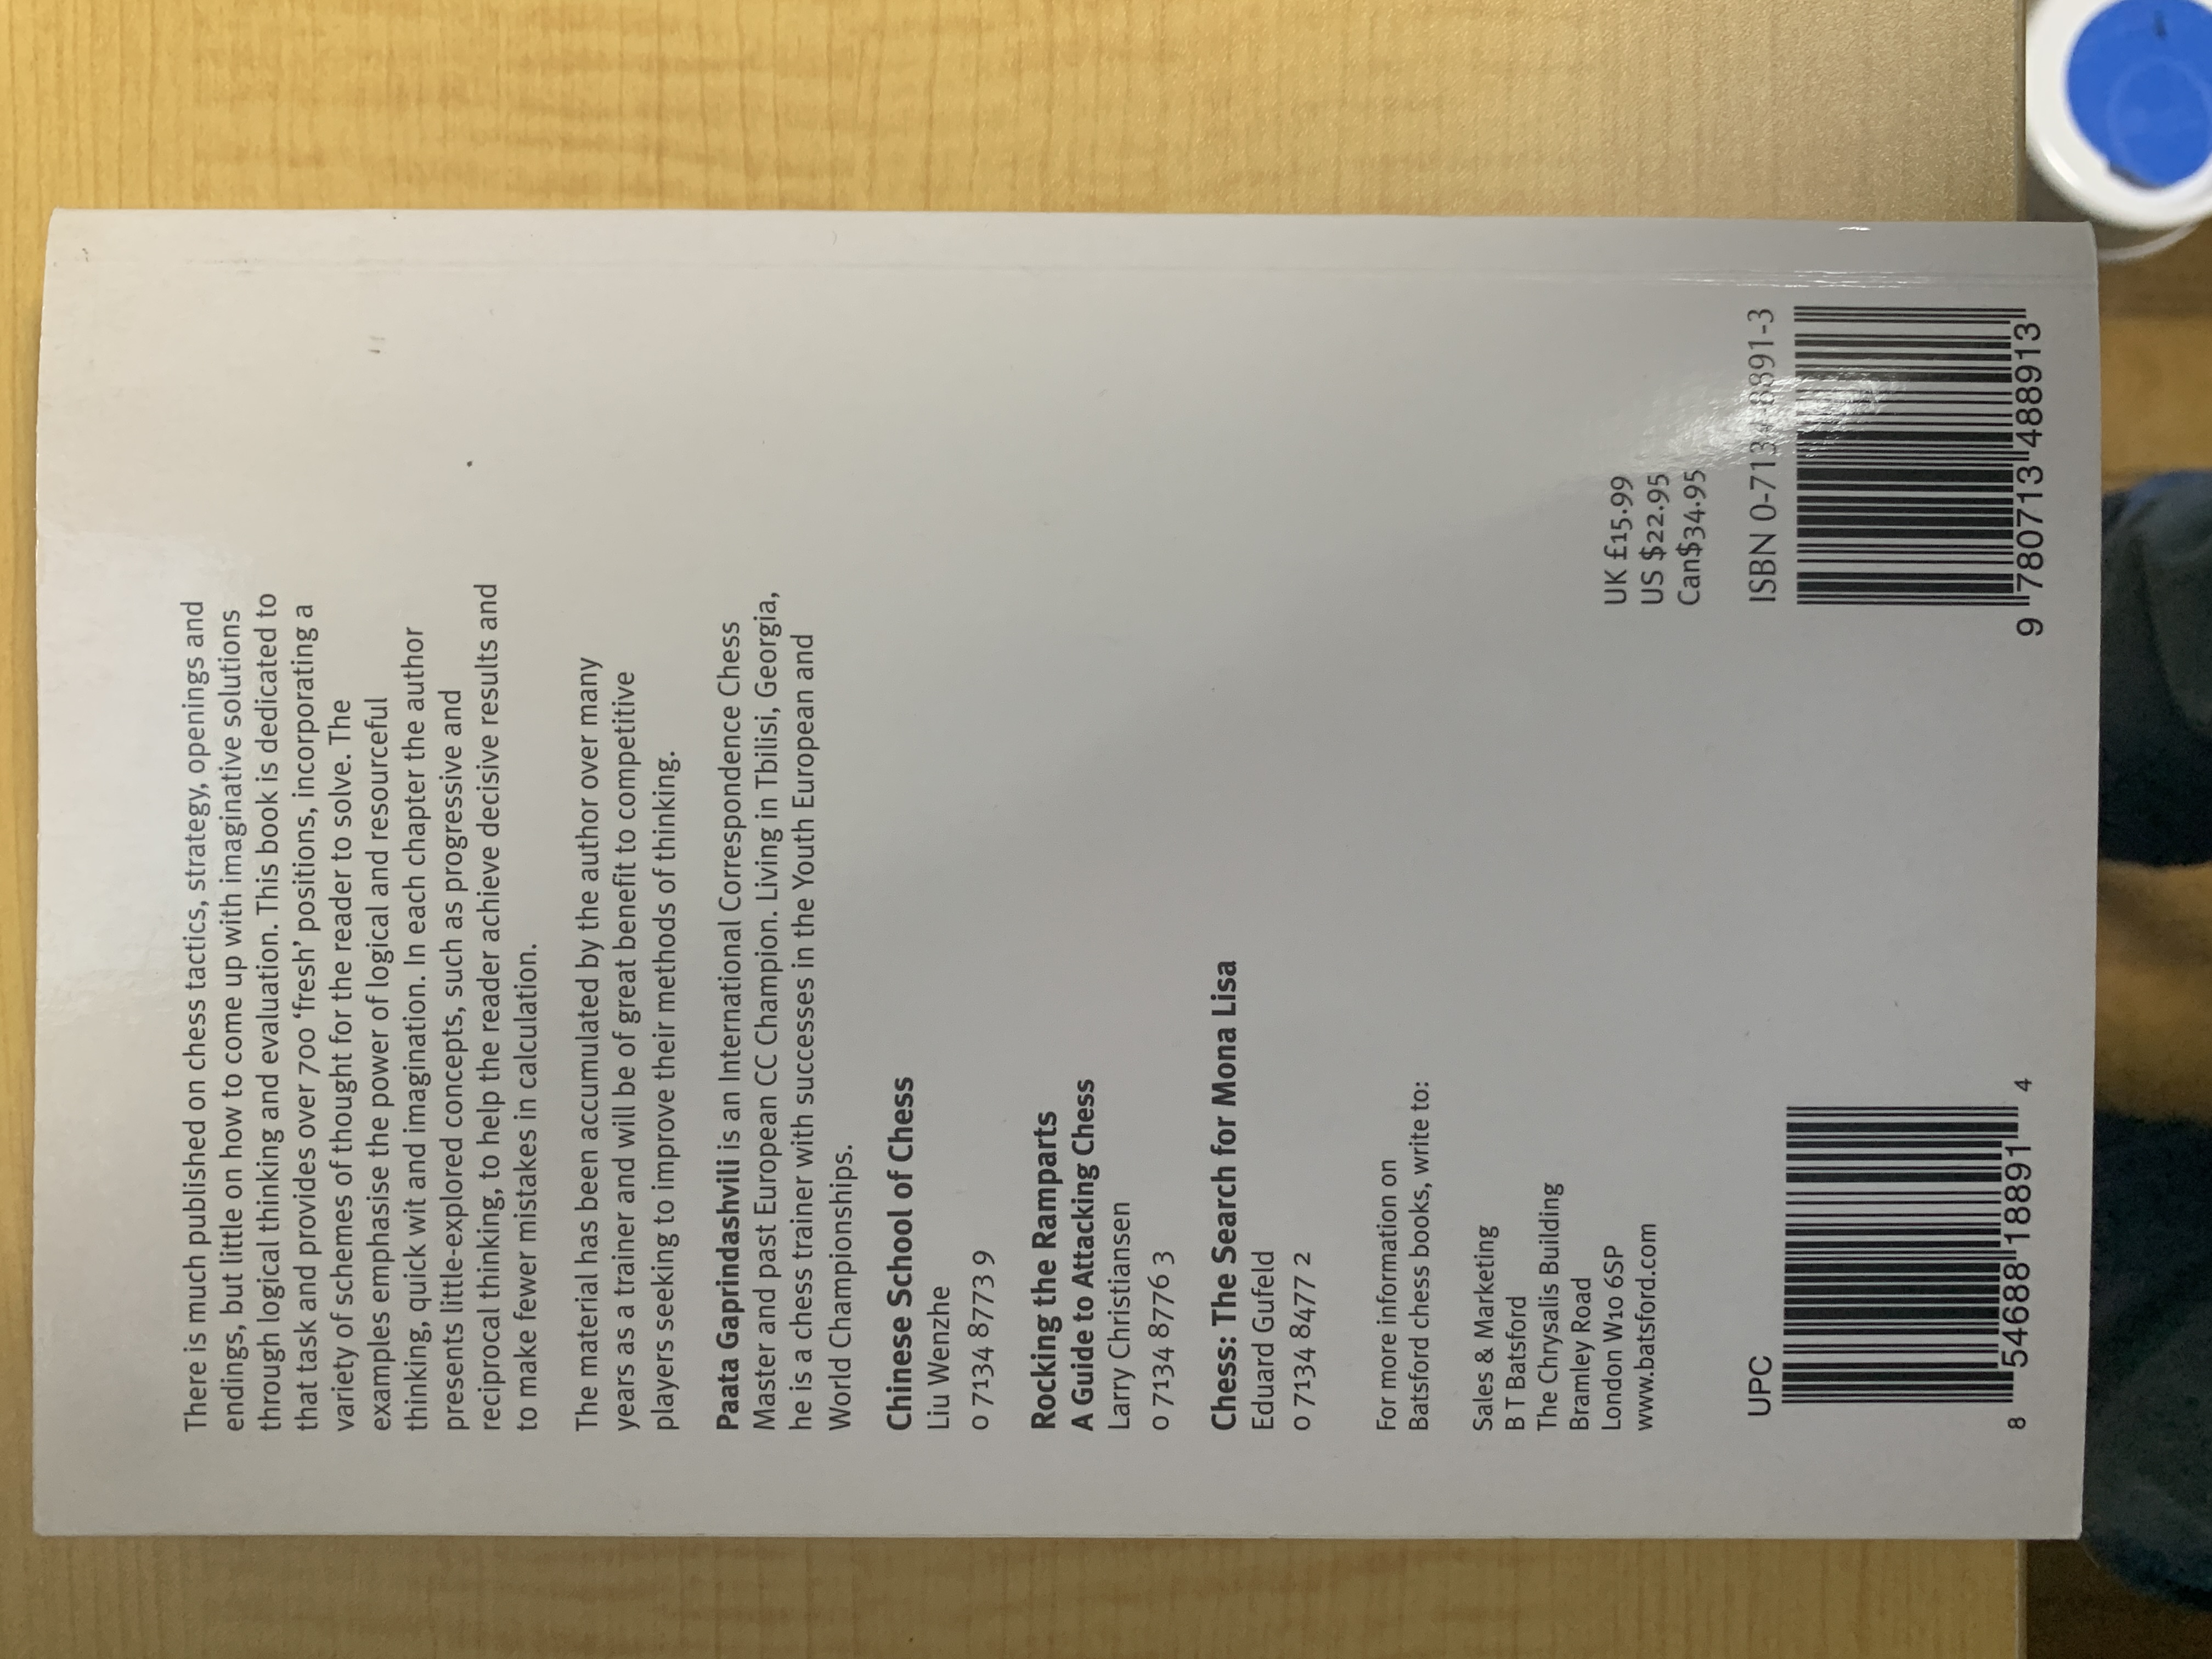 There is much published on chess tactics, strategy, openings and
endings, but little on how to come up with imaginative solutions
through logical thinking and evaluation. This book is dedicated to
that task and provides over 700 ‘fresh’ positions, incorporating a
variety of schemes of thought for the reader to solve. The
examples emphasise the power of logical and resourceful
thinking, quick wit and imagination. In each chapter the author
presents little-explored concepts, such as progressive and
reciprocal thinking, to help the reader achieve decisive results and
to make fewer mistakes in calculation.
The material has been accumulated by the author over many
years as a trainer and will be of great benefit to competitive
players seeking to improve their methods of thinking.
Paata Gaprindashvili is an International Correspondence Chess
Master and past European CC Champion. Living in Tbilisi, Georgia,
he is a chess trainer with successes in the Youth European and
World Championships.
Chinese School of Chess
Liu Wenzhe
0 7134 8773 9
Rocking the Ramparts
A Guide to Attacking Chess
Larry Christiansen
0 7134 8776 3
Chess: The Search for Mona Lisa
Eduard Gufeld
0 7134 8477 2
For more information on
Batsford chess books, write to:
Sales & Marketing
B T Batsford
The Chrysalis Building
Bramley Road
London W10 6SP
www.batsford.com
UK £15.99
US $22.95
Can$34.95
UPC
8 54688 18891 4
ISBN 0-7134-8891-3
9 780713 488913